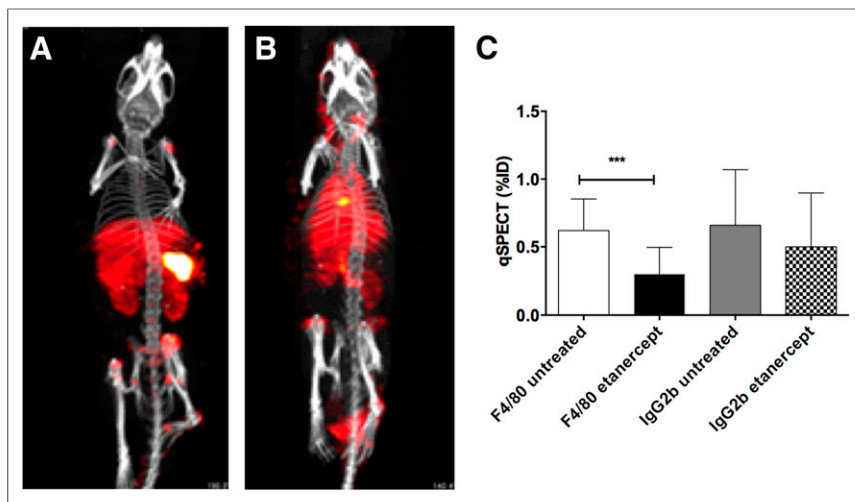 A
B
C
qSPECT (%ID)
1.5
1.0
0.5
0.0
***
F4/80 untreated
F4/80 etanercept
IgG2b untreated
IgG2b etanercept